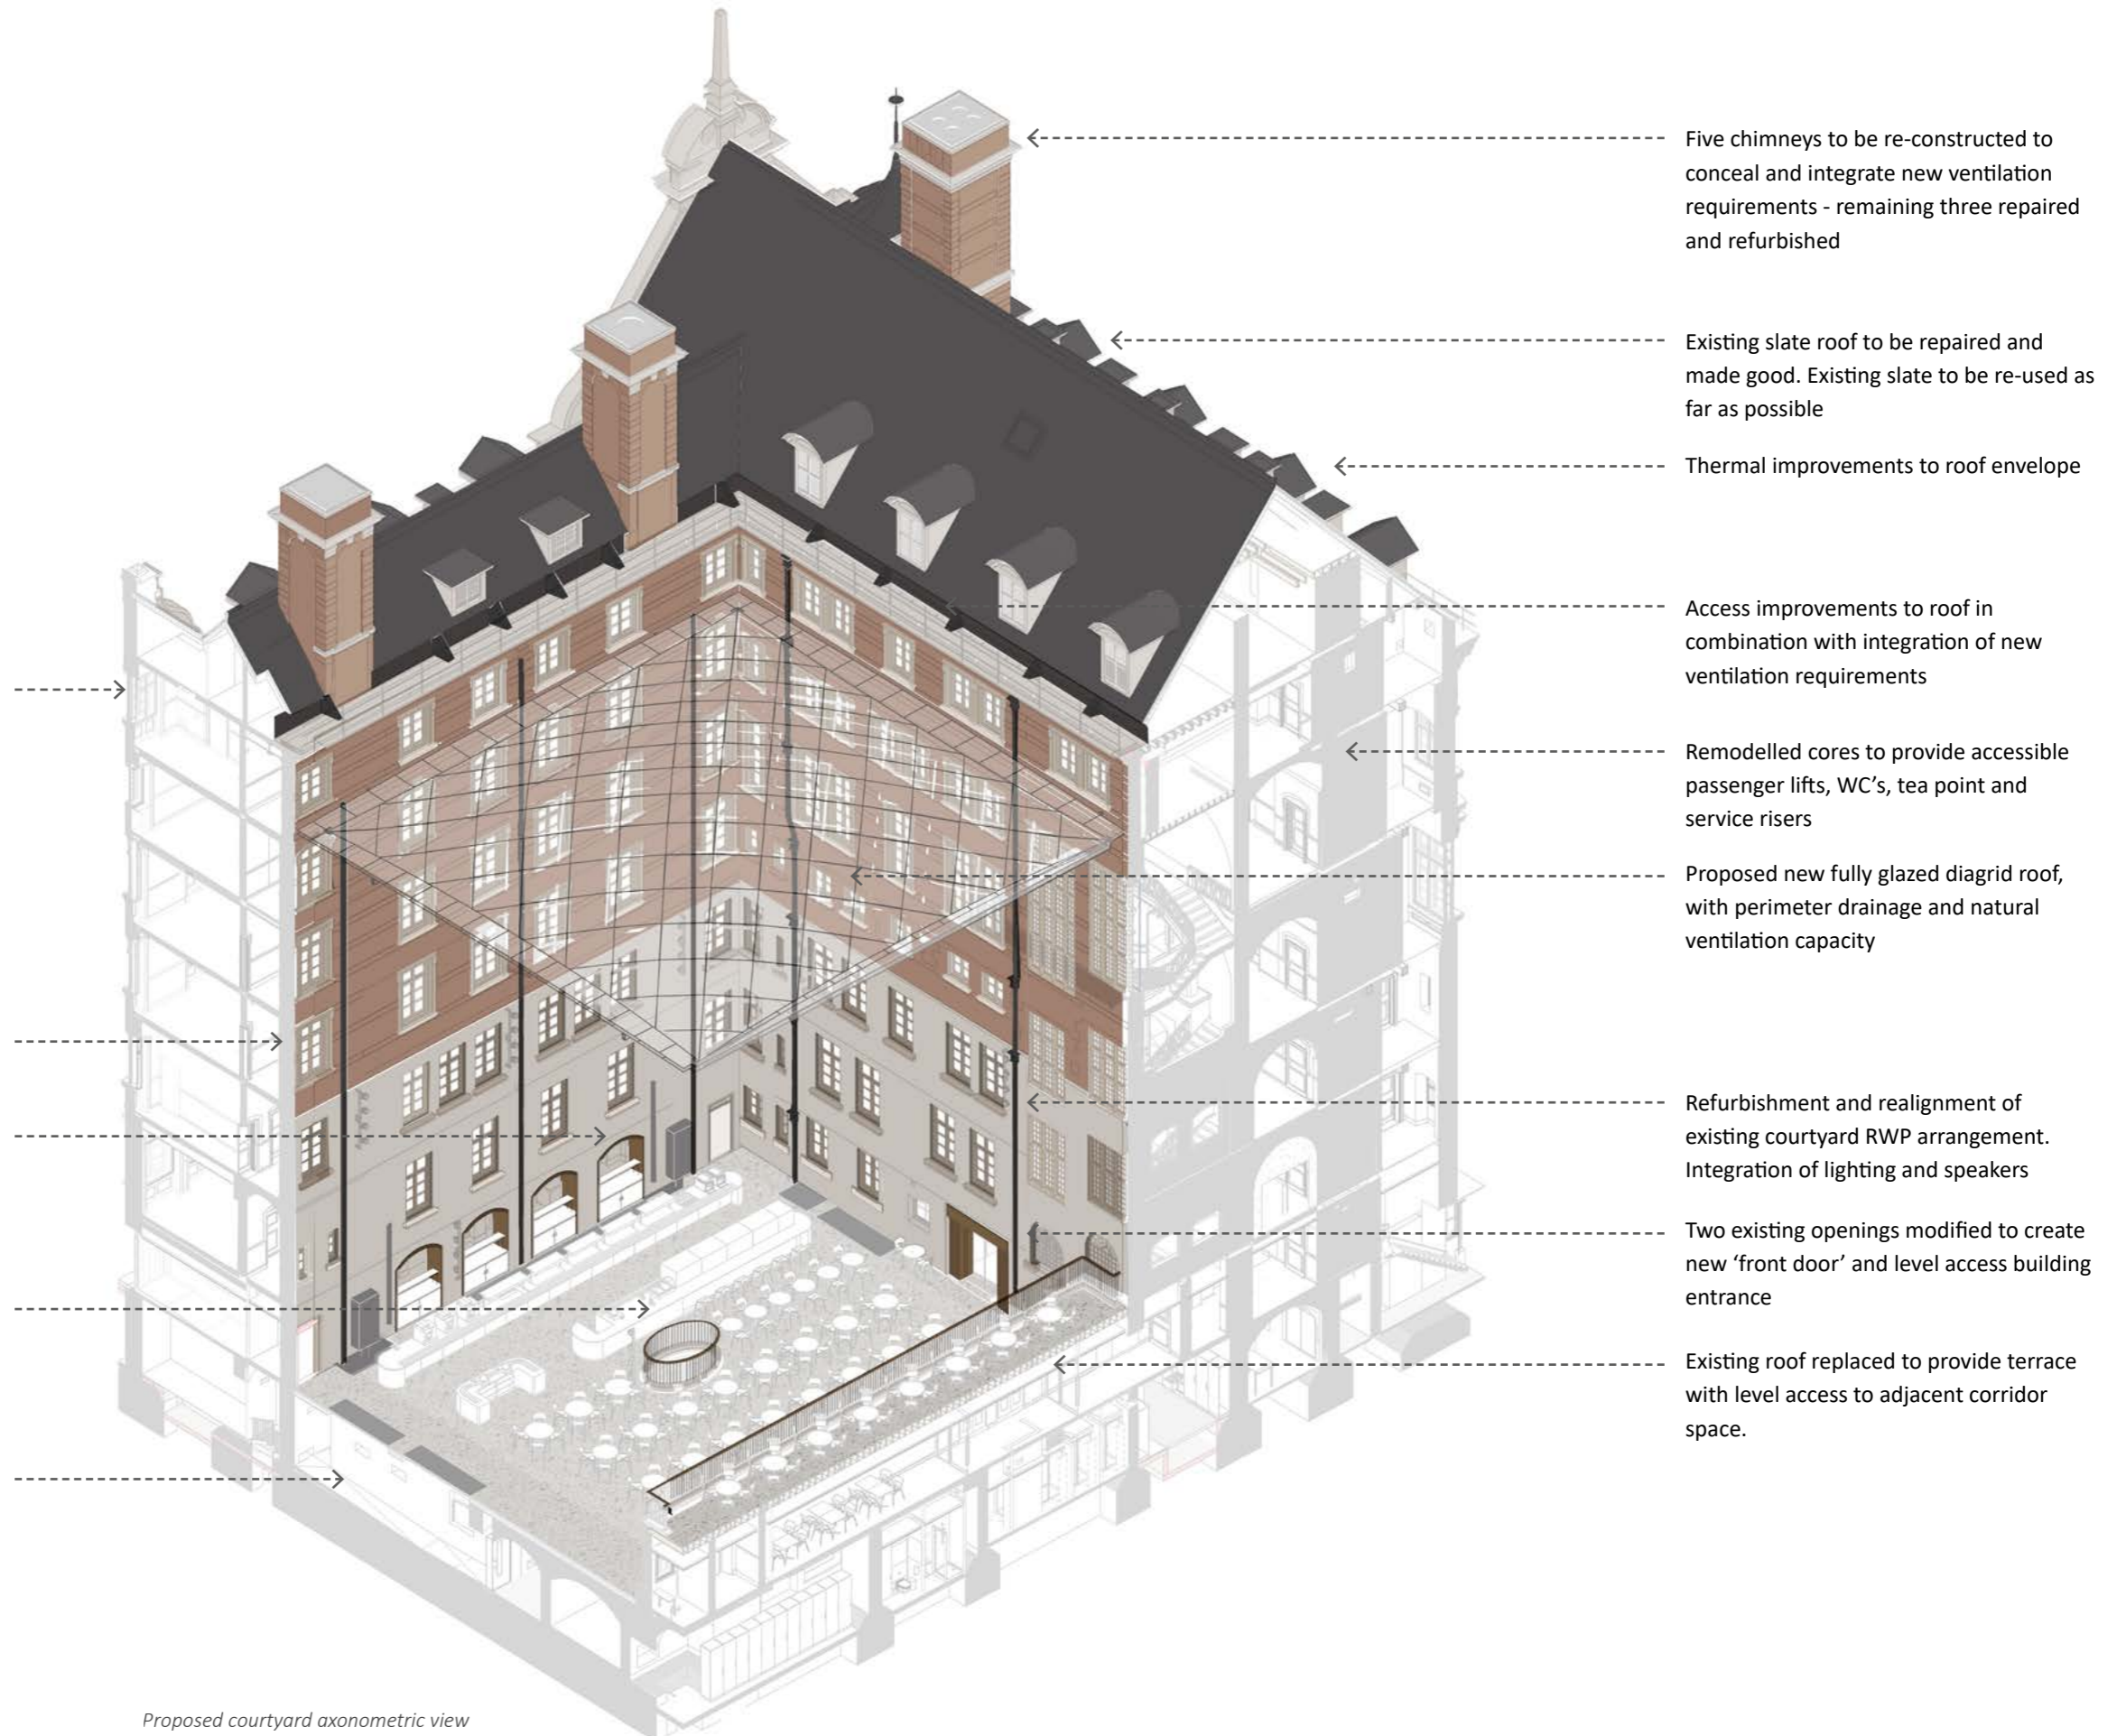 Five chimneys to be re-constructed to
conceal and integrate new ventilation
requirements - remaining three repaired
and refurbished
Existing slate roof to be repaired and
made good. Existing slate to be re-used as
far as possible
Thermal improvements to roof envelope
Access improvements to roof in
combination with integration of new
ventilation requirements
Remodelled cores to provide accessible
passenger lifts, WC's, tea point and
service risers
Proposed new fully glazed diagrid roof,
with perimeter drainage and natural
ventilation capacity
Refurbishment and realignment of
existing courtyard RWP arrangement.
Integration of lighting and speakers
Two existing openings modified to create
new ‘front door’ and level access building
entrance
Existing roof replaced to provide terrace
with level access to adjacent corridor
space.
Proposed courtyard axonometric view